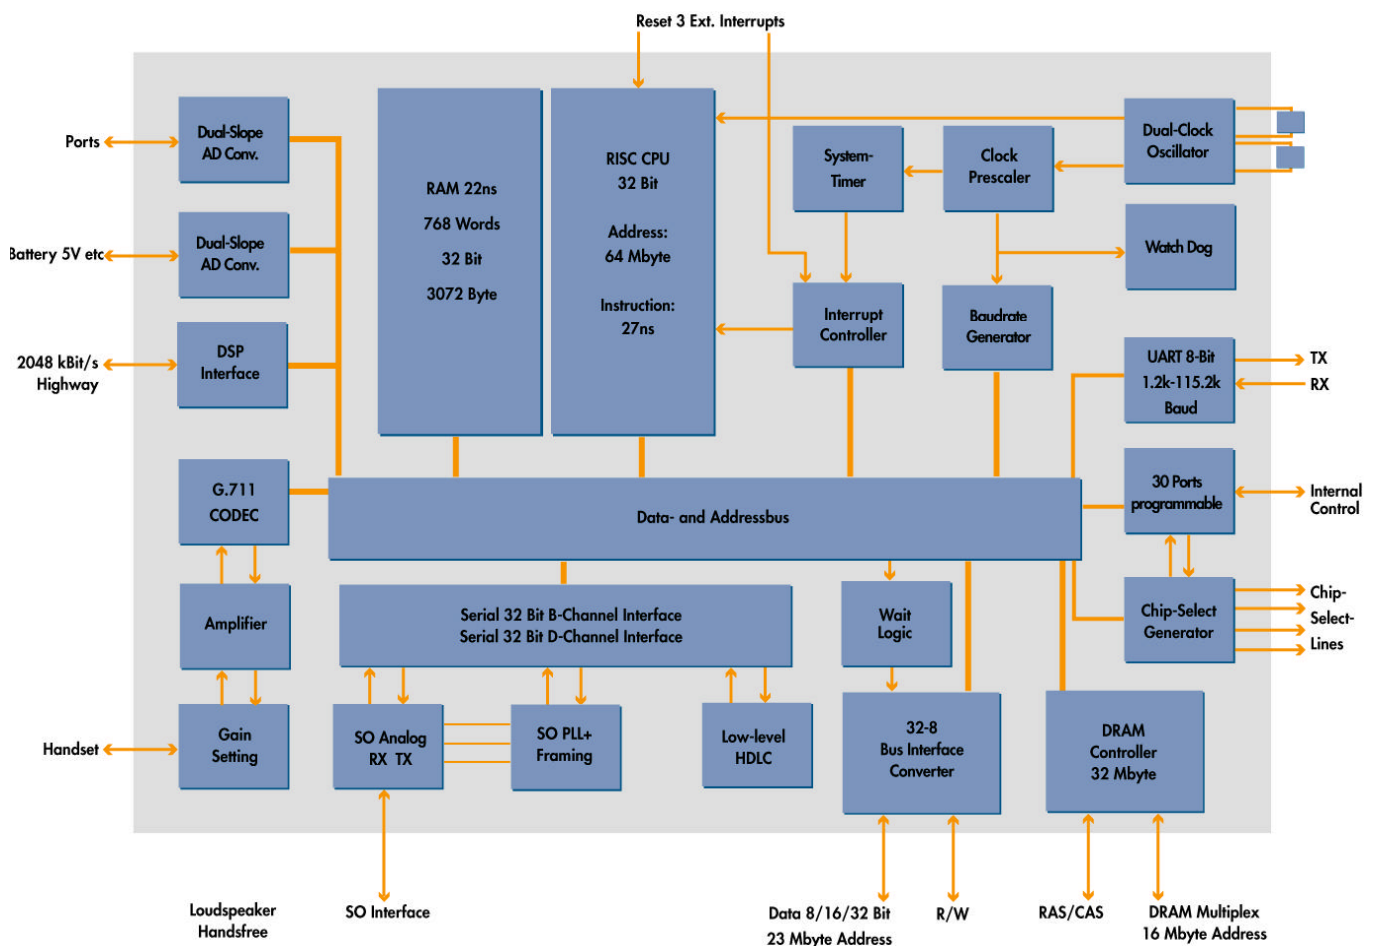 Reset 3 Ext. Interrupts
Ports
Dual-Slope
AD Conv.
RAM 22ns
768 Words
32 Bit
3072 Byte
RISC CPU
32 Bit
Address:
64 Mbyte
Instruction:
27ns
System-
Timer
Clock
Prescaler
Dual-Clock
Oscillator
Battery 5V etc
Dual-Slope
AD Conv.
Watch Dog
Interrupt
Controller
Baudrate
Generator
2048 kBit/s
Highway
DSP
Interface
UART 8-Bit
1.2k-115.2k
Baud
TX
RX
G.711
CODEC
Data- and Addressbus
30 Ports
programmable
Internal
Control
Amplifier
Serial 32 Bit B-Channel Interface
Serial 32 Bit D-Channel Interface
Wait
Logic
Chip-Select
Generator
Chip-
Select-
Lines
Handset
Gain
Setting
SO Analog
RX TX
SO PLL+
Framing
Low-level
HDLC
32-8
Bus Interface
Converter
DRAM
Controller
32 Mbyte
Loudspeaker
Handsfree
SO Interface
Data 8/16/32 Bit
23 Mbyte Address
R/W
RAS/CAS
DRAM Multiplex
16 Mbyte Address